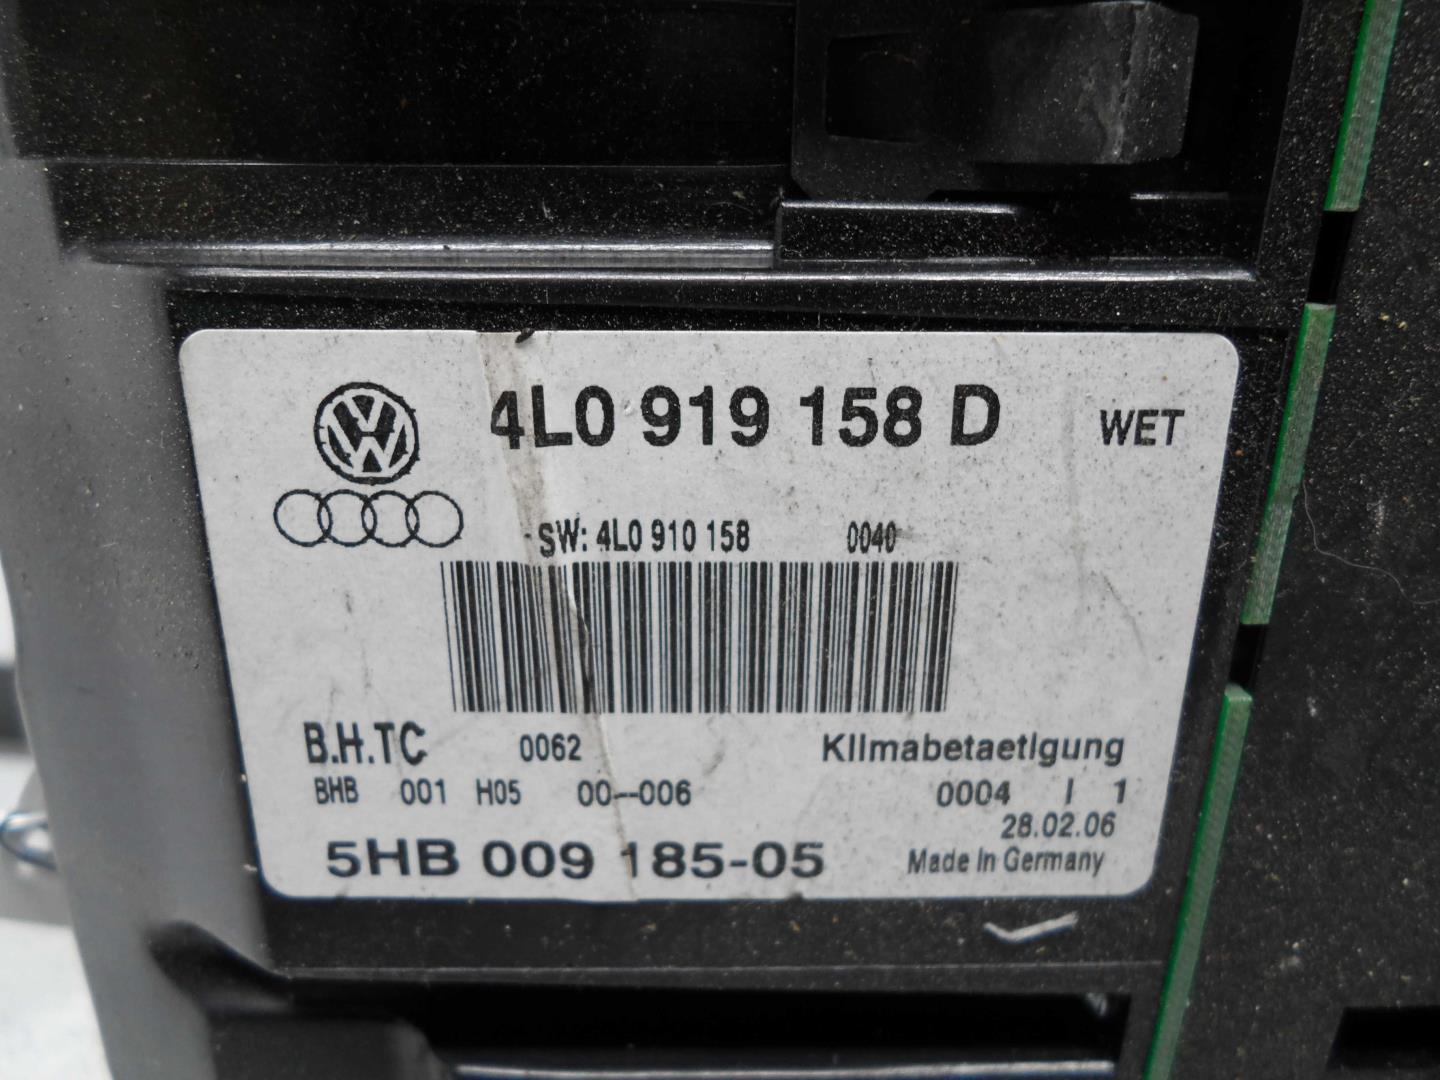 4L0 919 158 D WET
SW: 4L0 910 158 0040
B.H.TC 0062 Klimabetaetigung
BHB 001 H05 00--006 0004 I 1
28.02.06
5HB 009 185-05 Made in Germany